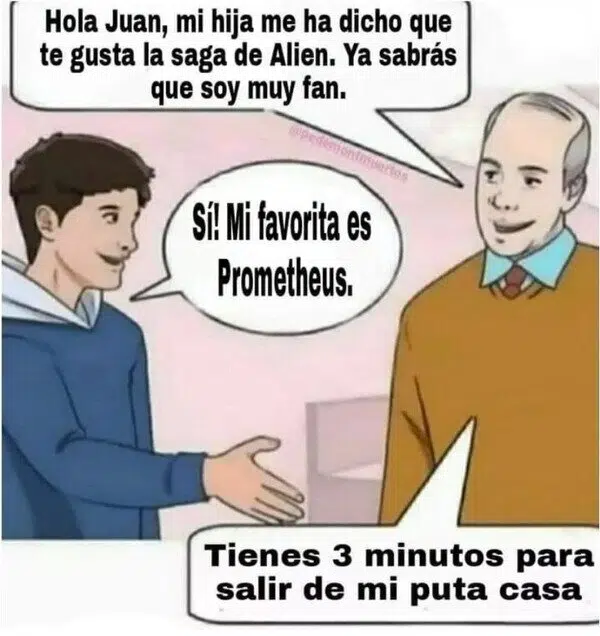 Hola Juan, mi hija me ha dicho que
te gusta la saga de Alien. Ya sabrás
que soy muy fan.
@pedemontmuertos
Sí! Mi favorita es
Prometheus.
Tienes 3 minutos para
salir de mi puta casa